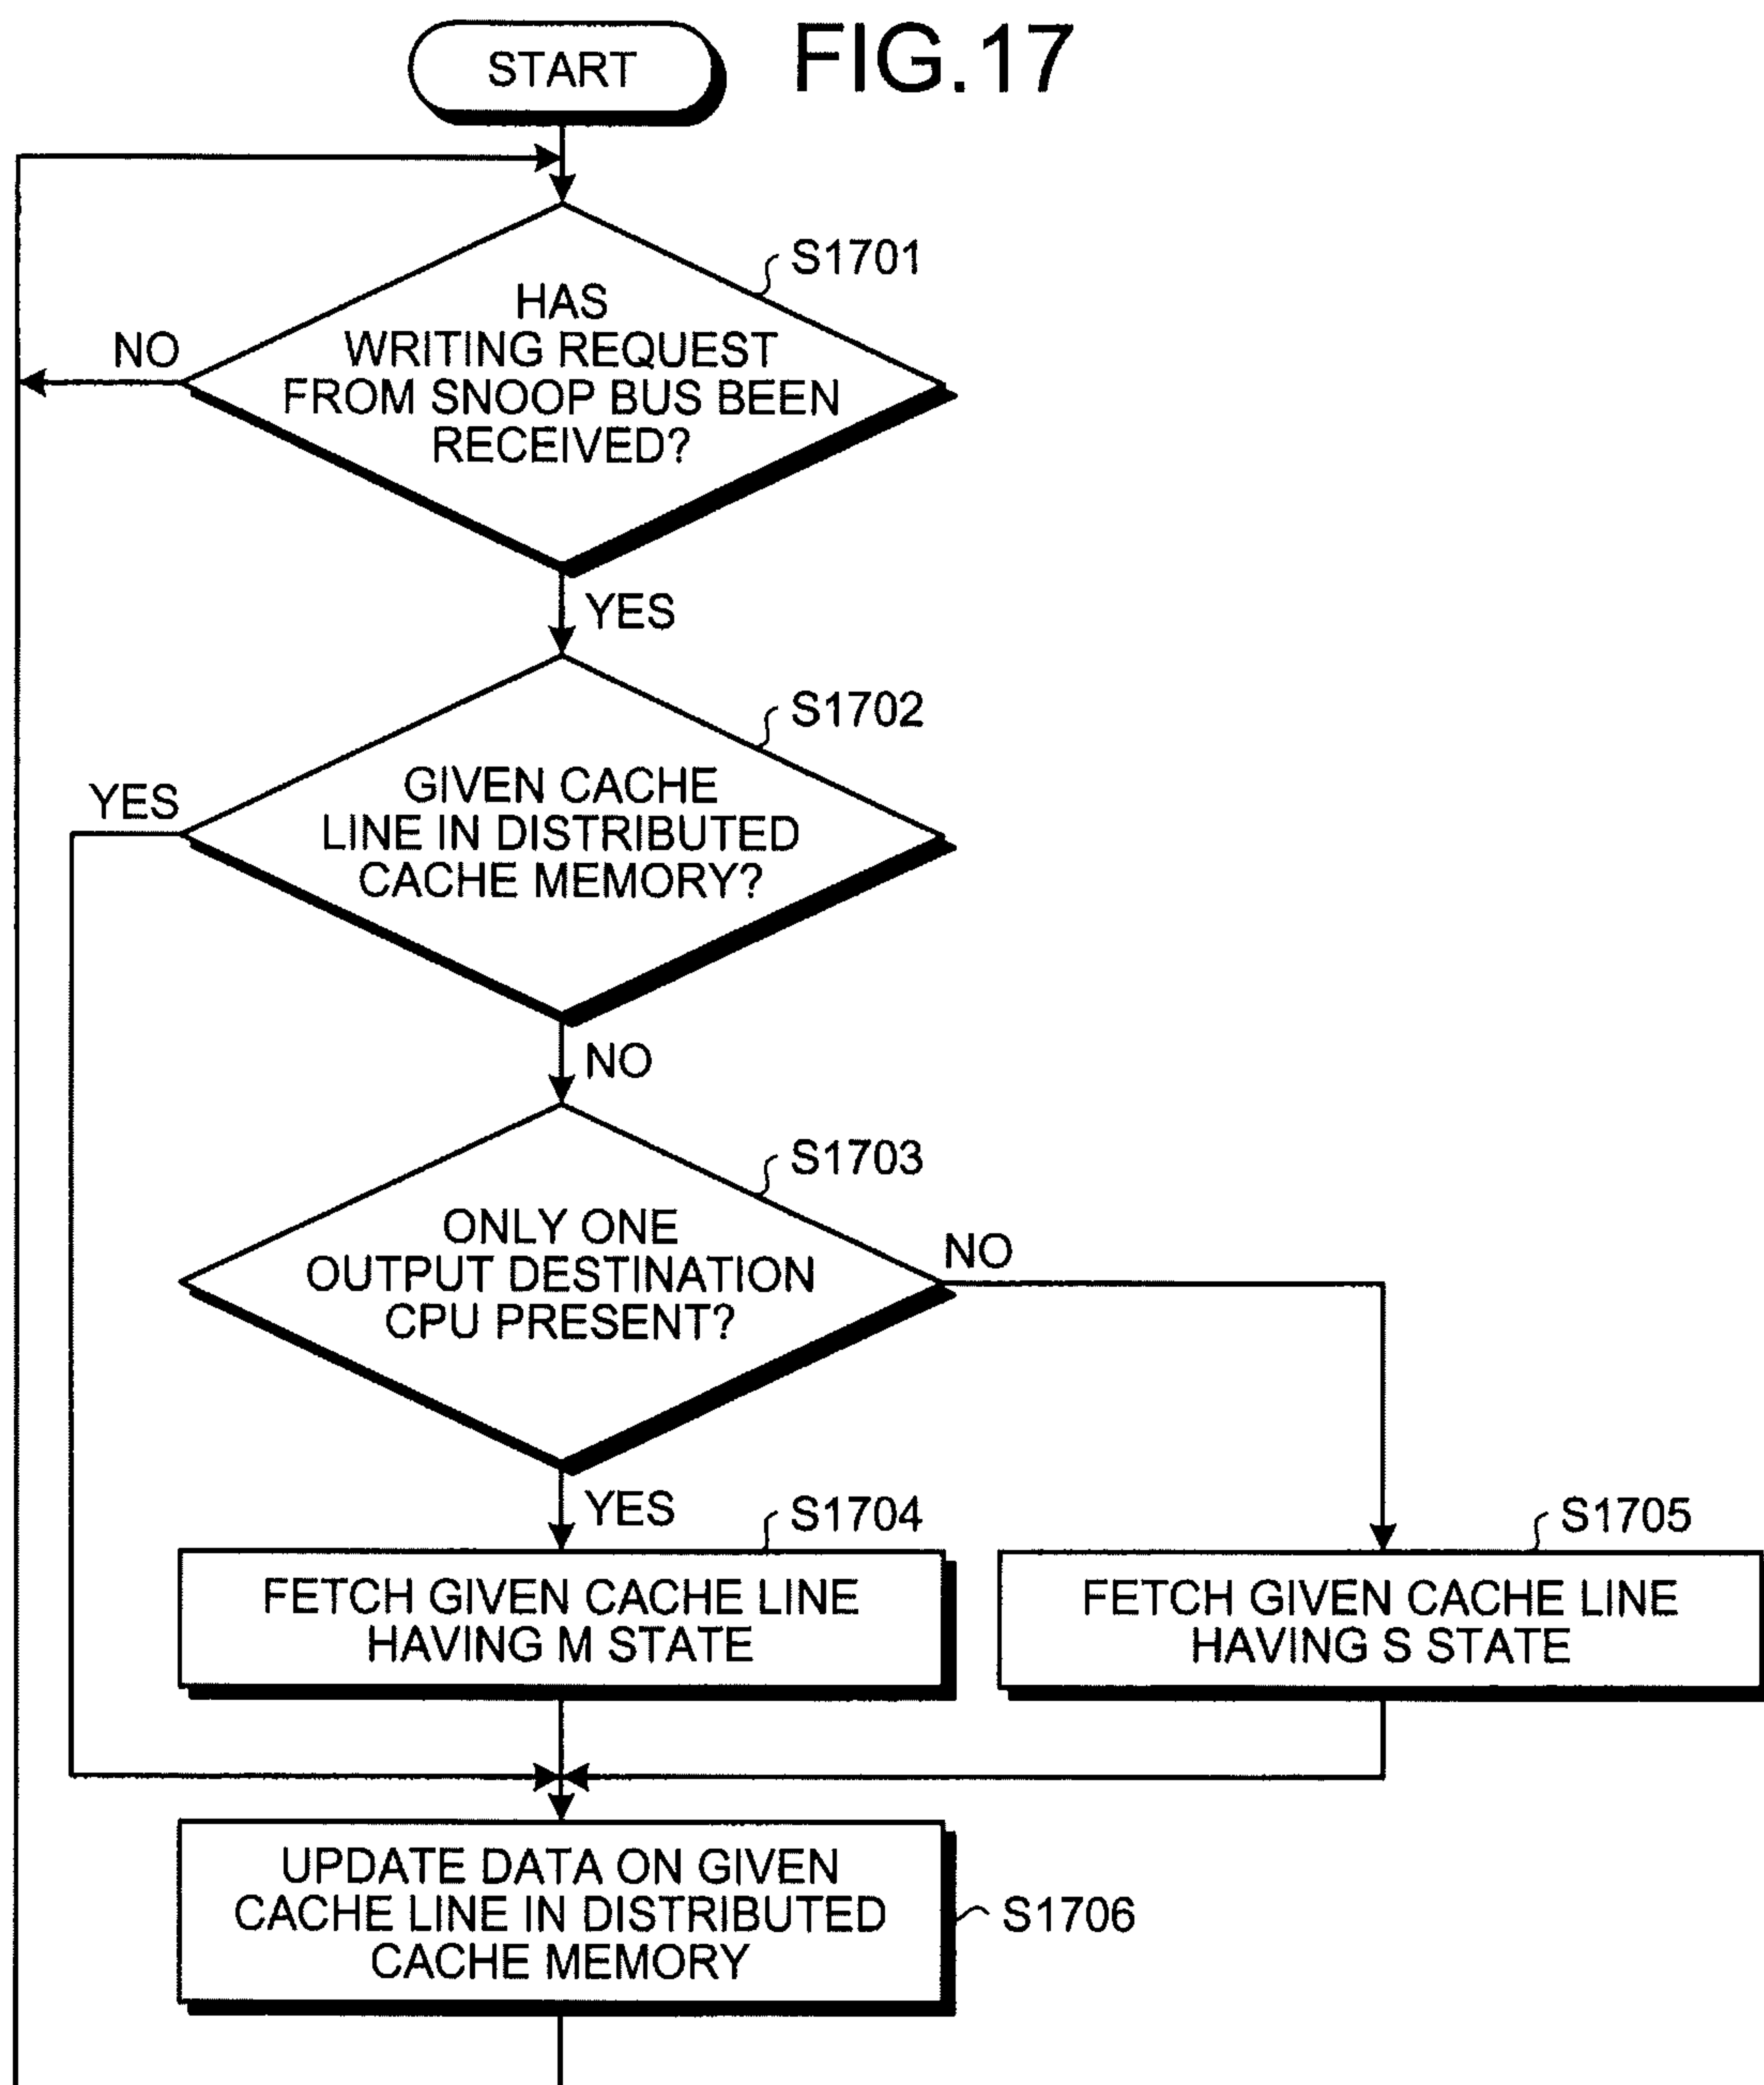 FIG.17
START
S1701
HAS
WRITING REQUEST
FROM SNOOP BUS BEEN
RECEIVED?
NO
YES
S1702
GIVEN CACHE
LINE IN DISTRIBUTED
CACHE MEMORY?
YES
NO
S1703
ONLY ONE
OUTPUT DESTINATION
CPU PRESENT?
NO
YES
S1704
FETCH GIVEN CACHE LINE
HAVING M STATE
S1705
FETCH GIVEN CACHE LINE
HAVING S STATE
UPDATE DATA ON GIVEN
CACHE LINE IN DISTRIBUTED
CACHE MEMORY
S1706